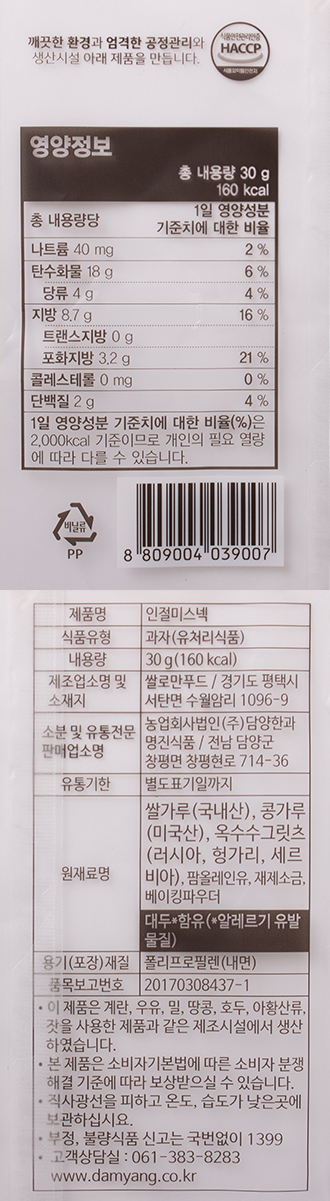 깨끗한 환경과 엄격한 공정관리와
생산시설 아래 제품을 만듭니다.
식품안전관리인증
HACCP
식품의약품안전처
영양정보
총 내용량 30 g
160 kcal
총 내용량당
1일 영양성분
기준치에 대한 비율
나트륨 40 mg 2 %
탄수화물 18 g 6 %
당류 4 g 4 %
지방 8.7 g 16 %
트랜스지방 0 g
포화지방 3.2 g 21 %
콜레스테롤 0 mg 0 %
단백질 2 g 4 %
1일 영양성분 기준치에 대한 비율(%)은
2,000kcal 기준이므로 개인의 필요 열량
에 따라 다를 수 있습니다.
비닐류
PP
8 809004 039007
제품명 인절미스넥
식품유형 과자(유처리식품)
내용량 30 g (160 kcal)
제조업소명 및 소재지
쌀로만푸드 / 경기도 평택시
서탄면 수월암리 1096-9
소분 및 유통전문
판매업소명
농업회사법인(주)담양한과
명진식품 / 전남 담양군
창평면 창평현로 714-36
유통기한 별도표기일까지
원재료명
쌀가루(국내산), 콩가루
(미국산), 옥수수그릿츠
(러시아, 헝가리, 세르
비아), 팜올레인유, 재제소금,
베이킹파우더
대두*함유(*알레르기 유발
물질)
용기(포장)재질 폴리프로필렌(내면)
품목보고번호 20170308437-1
• 이 제품은 계란, 우유, 밀, 땅콩, 호두, 아황산류,
잣을 사용한 제품과 같은 제조시설에서 생산
하였습니다.
• 본 제품은 소비자기본법에 따른 소비자 분쟁
해결 기준에 따라 보상받으실 수 있습니다.
• 직사광선을 피하고 온도, 습도가 낮은곳에
보관하십시요.
• 부정, 불량식품 신고는 국번없이 1399
• 고객상담실 : 061-383-8283
www.damyang.co.kr